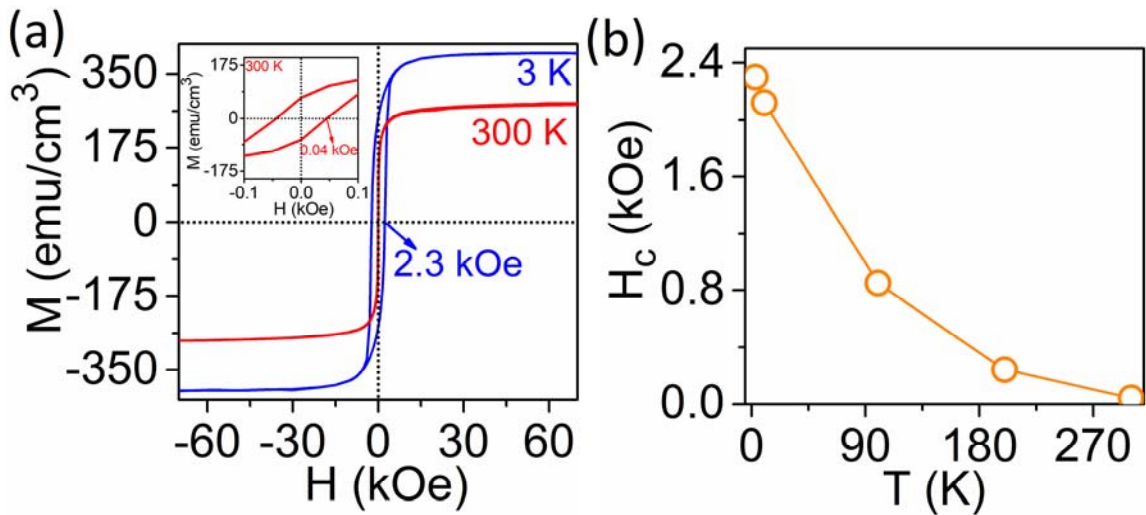 (a)
M (emu/cm³)
350
175
0
-175
-350
-60
-30
0
30
60
H (kOe)
3 K
300 K
2.3 kOe
300 K
M (emu/cm³)
175
0
-175
-0.1
0.0
0.1
H (kOe)
0.04 kOe
(b)
H_c (kOe)
2.4
1.6
0.8
0.0
0
90
180
270
T (K)